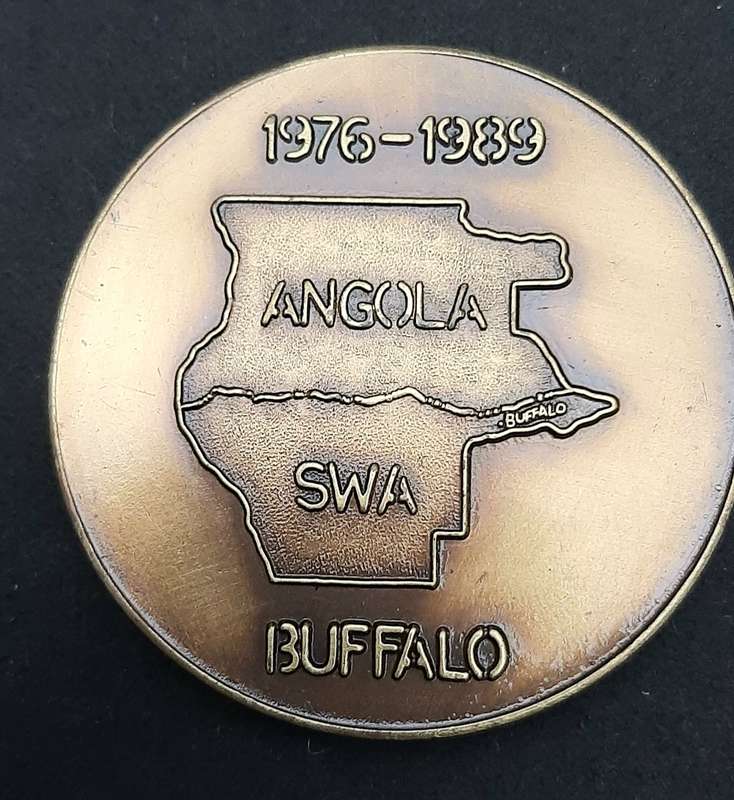 1976-1989
ANGOLA
.BUFFALO
SWA
BUFFALO